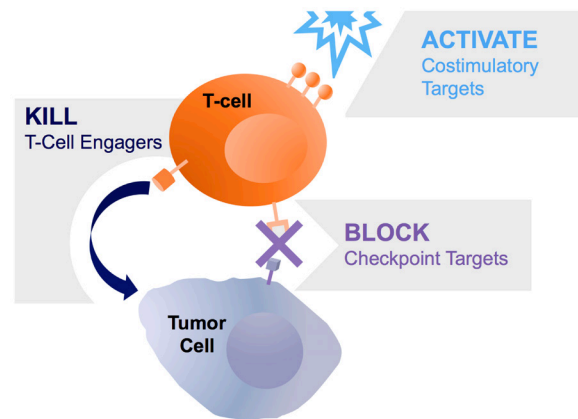 ACTIVATE
Costimulatory
Targets
T-cell
KILL
T-Cell Engagers
BLOCK
Checkpoint Targets
Tumor
Cell